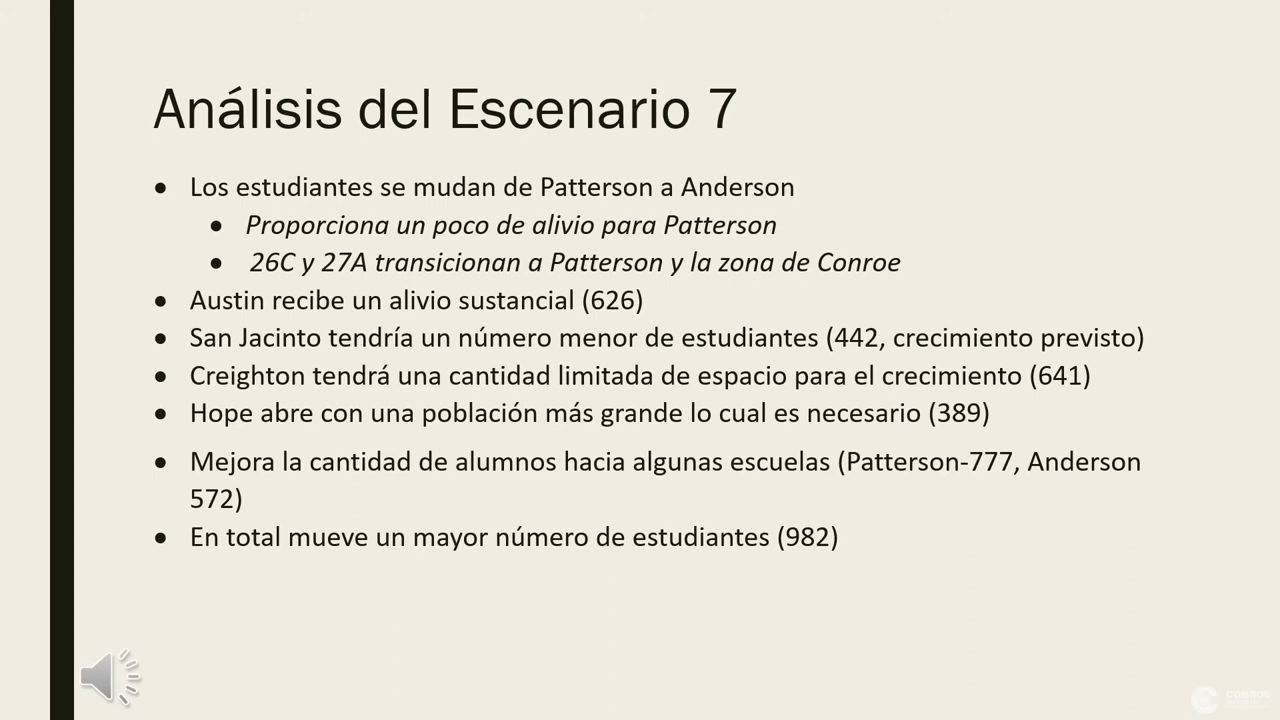 Análisis del Escenario 7
• Los estudiantes se mudan de Patterson a Anderson
• Proporciona un poco de alivio para Patterson
• 26C y 27A transicionan a Patterson y la zona de Conroe
• Austin recibe un alivio sustancial (626)
• San Jacinto tendría un número menor de estudiantes (442, crecimiento previsto)
• Creighton tendrá una cantidad limitada de espacio para el crecimiento (641)
• Hope abre con una población más grande lo cual es necesario (389)
• Mejora la cantidad de alumnos hacia algunas escuelas (Patterson-777, Anderson
572)
• En total mueve un mayor número de estudiantes (982)
CONROE